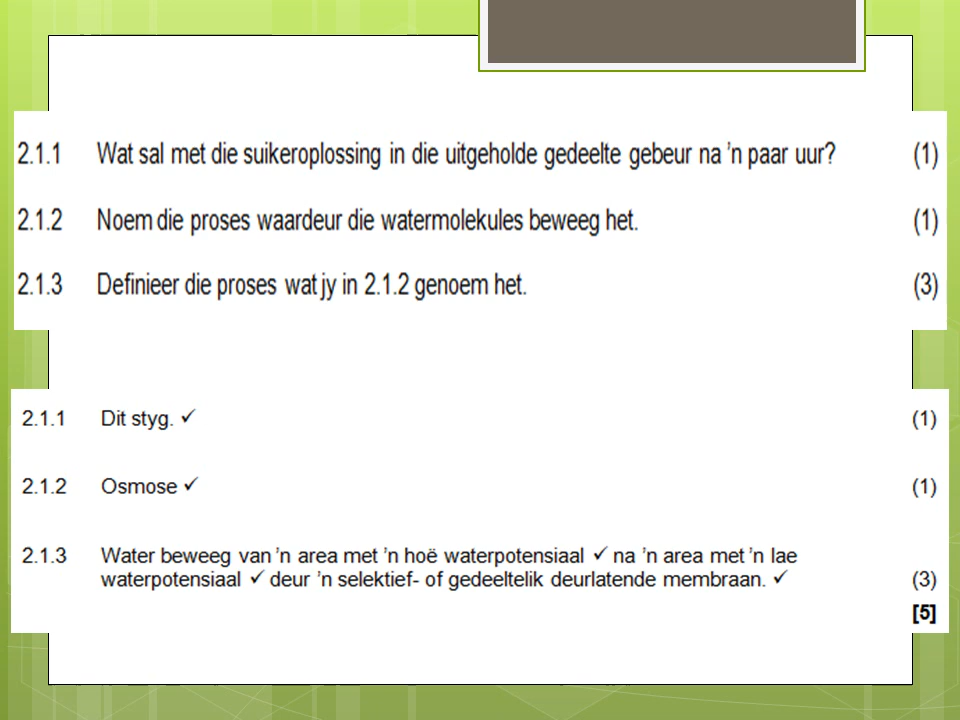 2.1.1 Wat sal met die suikeroplossing in die uitgeholde gedeelte gebeur na 'n paar uur? (1)
2.1.2 Noem die proses waardeur die watermolekules beweeg het. (1)
2.1.3 Definieer die proses wat jy in 2.1.2 genoem het. (3)
2.1.1 Dit styg. ✓ (1)
2.1.2 Osmose ✓ (1)
2.1.3 Water beweeg van 'n area met 'n hoë waterpotensiaal ✓ na 'n area met 'n lae
waterpotensiaal ✓ deur 'n selektief- of gedeeltelik deurlatende membraan. ✓ (3)
[5]